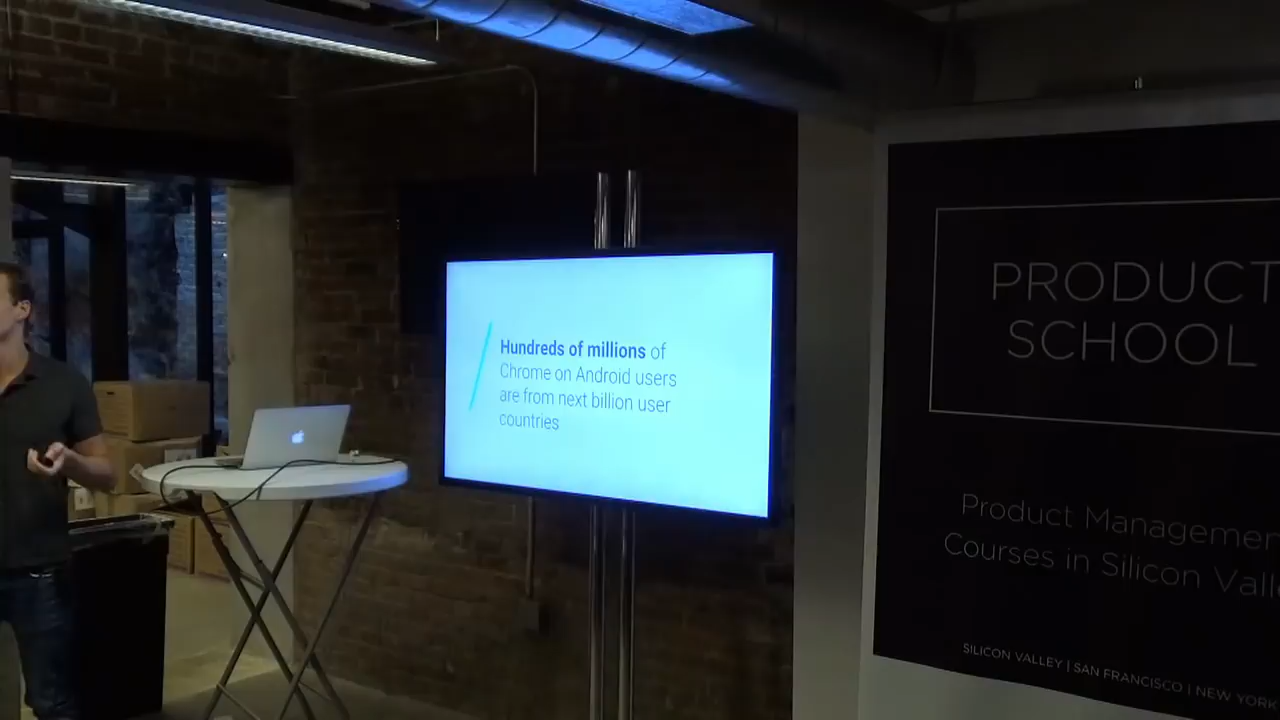 Hundreds of millions of
Chrome on Android users
are from next billion user
countries
PRODUCT
SCHOOL
Product Managemen
Courses in Silicon Vall
SILICON VALLEY | SAN FRANCISCO | NEW YORK